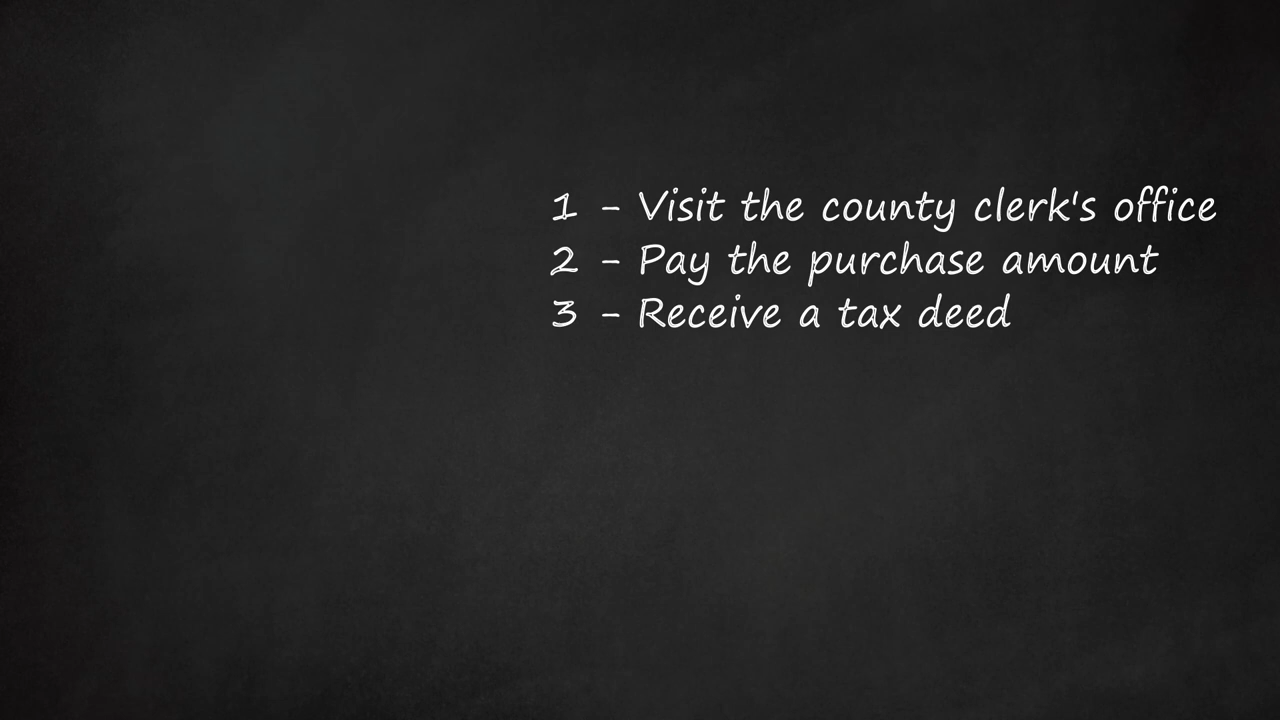 1 - Visit the county clerk's office
2 - Pay the purchase amount
3 - Receive a tax deed